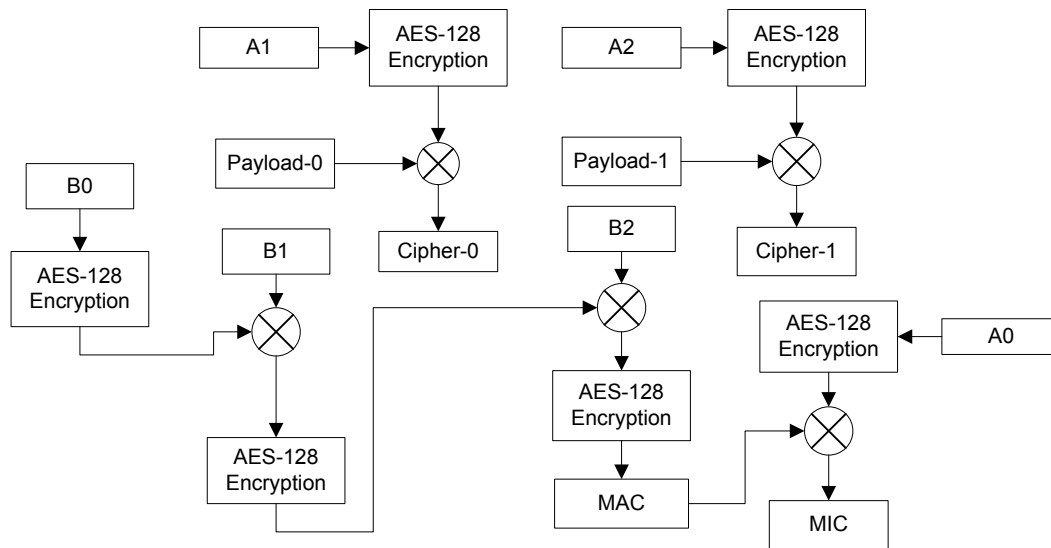 A1
AES-128
Encryption
A2
AES-128
Encryption
Payload-0
Payload-1
B0
B1
Cipher-0
B2
Cipher-1
AES-128
Encryption
AES-128
Encryption
A0
AES-128
Encryption
AES-128
Encryption
MAC
MIC